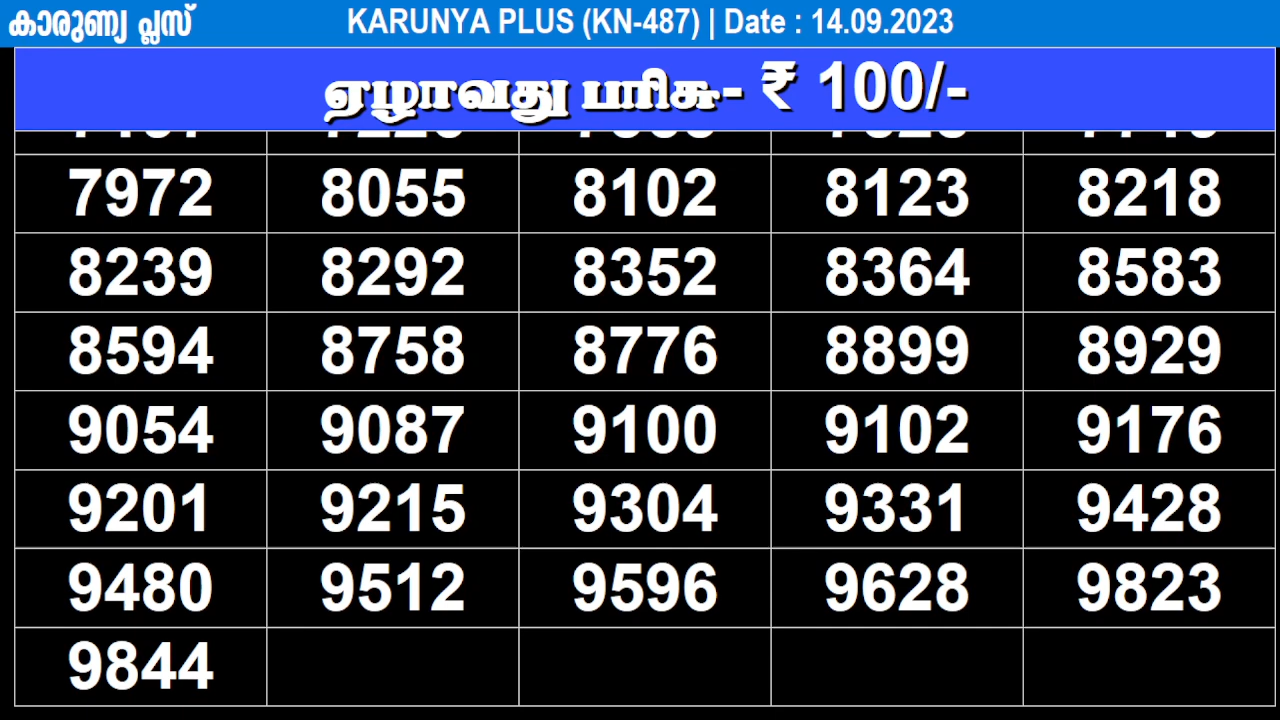 കാരുണ്യ പ്ലസ് KARUNYA PLUS (KN-487) | Date : 14.09.2023
ஏழாவது பரிசு- ₹ 100/-
7972 8055 8102 8123 8218
8239 8292 8352 8364 8583
8594 8758 8776 8899 8929
9054 9087 9100 9102 9176
9201 9215 9304 9331 9428
9480 9512 9596 9628 9823
9844